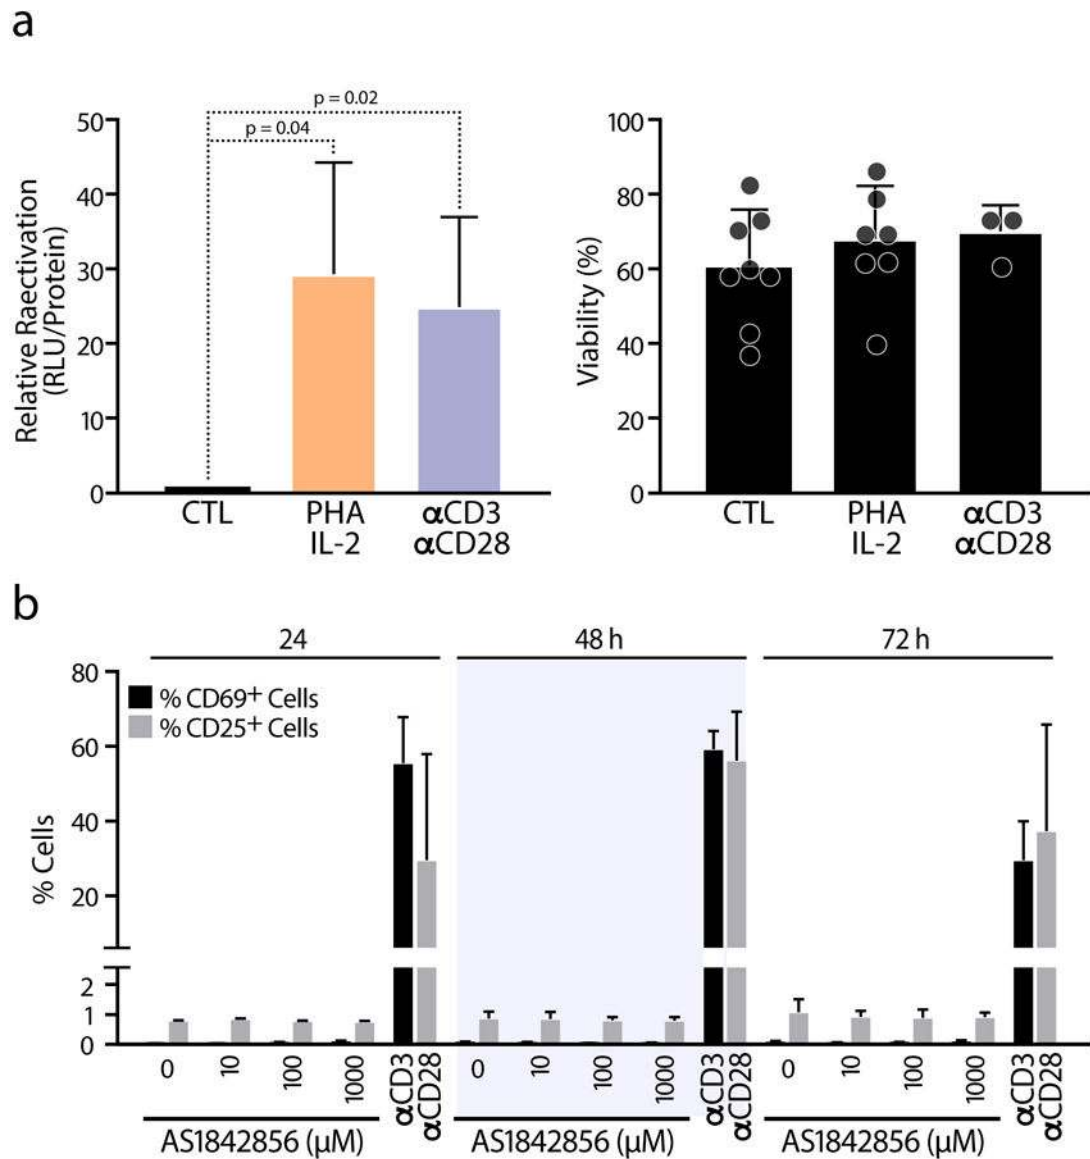 a
p = 0.02
p = 0.04
50
40
30
20
10
0
Relative Raectivation
(RLU/Protein)
CTL
PHA
IL-2
αCD3
αCD28
100
80
60
40
20
0
Viability (%)
CTL
PHA
IL-2
αCD3
αCD28
b
24
48 h
72 h
80
60
40
20
2
1
0
% Cells
% CD69⁺ Cells
% CD25⁺ Cells
0
10
100
1000
αCD3
αCD28
0
10
100
1000
αCD3
αCD28
0
10
100
1000
αCD3
αCD28
AS1842856 (μM)
AS1842856 (μM)
AS1842856 (μM)